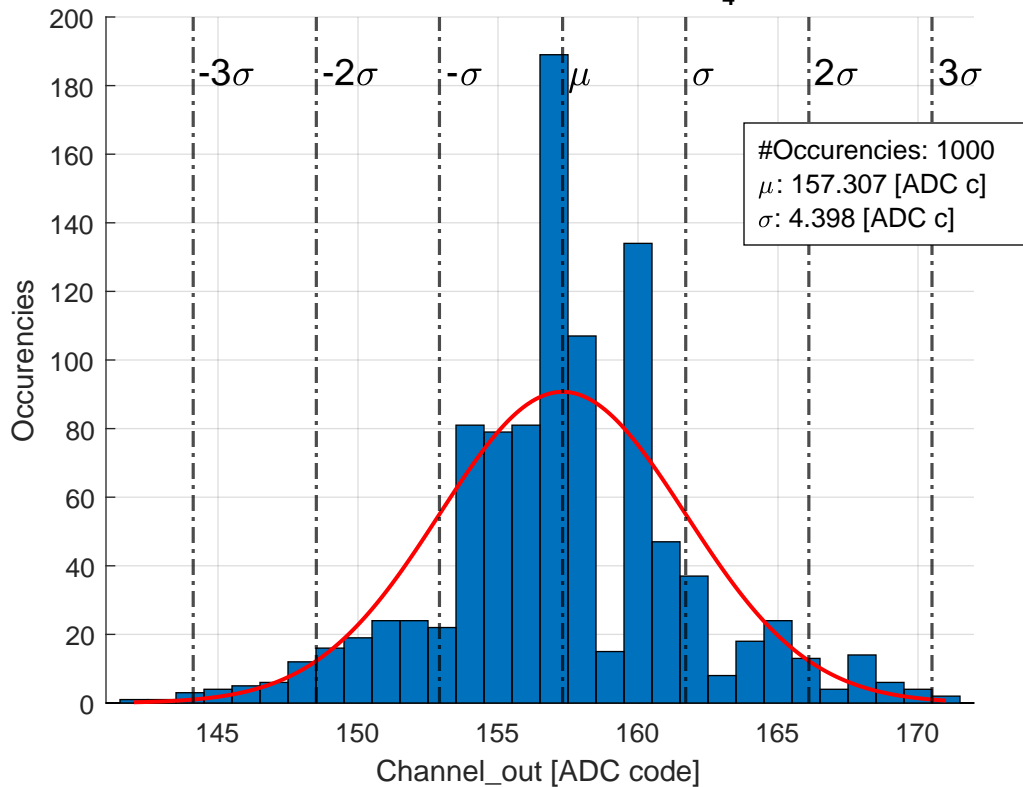 4
200
180
160
140
120
100
80
60
40
20
0
-3σ
-2σ
-σ
μ
σ
2σ
3σ
#Occurencies: 1000
μ: 157.307 [ADC c]
σ: 4.398 [ADC c]
Occurencies
145
150
155
160
165
170
Channel_out [ADC code]